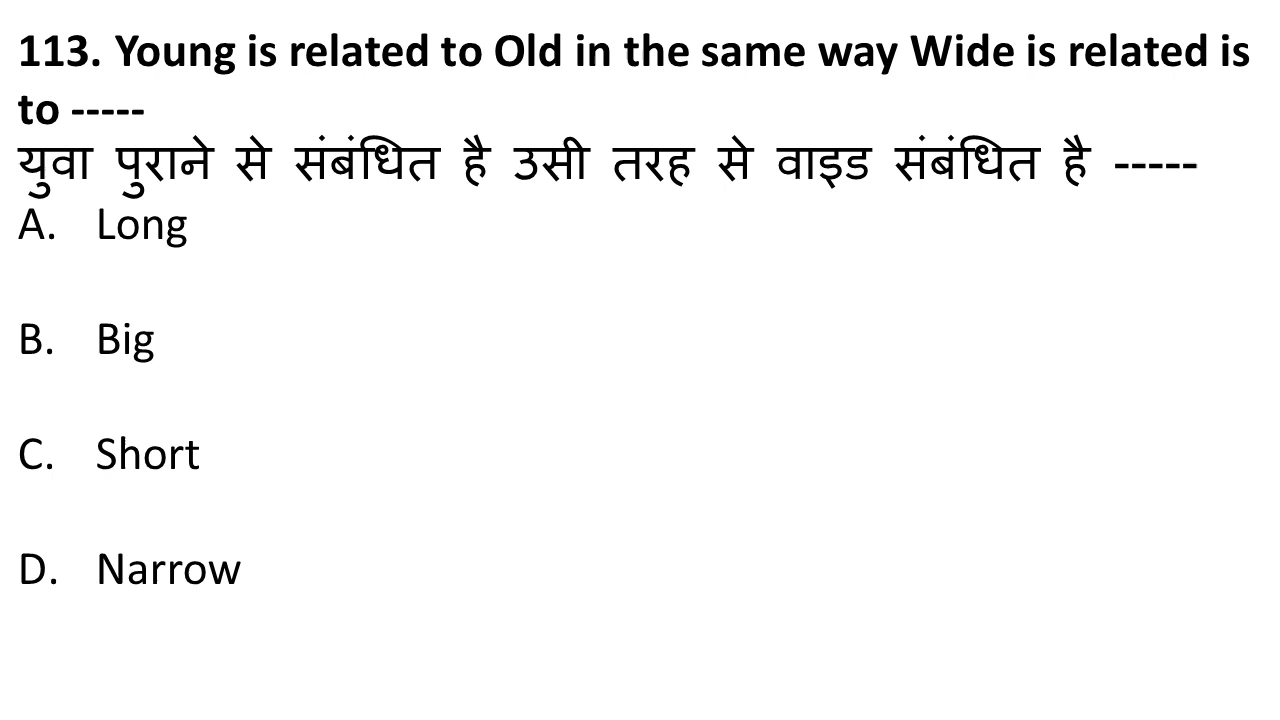 113. Young is related to Old in the same way Wide is related is
to -----
युवा पुराने से संबंधित है उसी तरह से वाइड संबंधित है -----
A. Long
B. Big
C. Short
D. Narrow